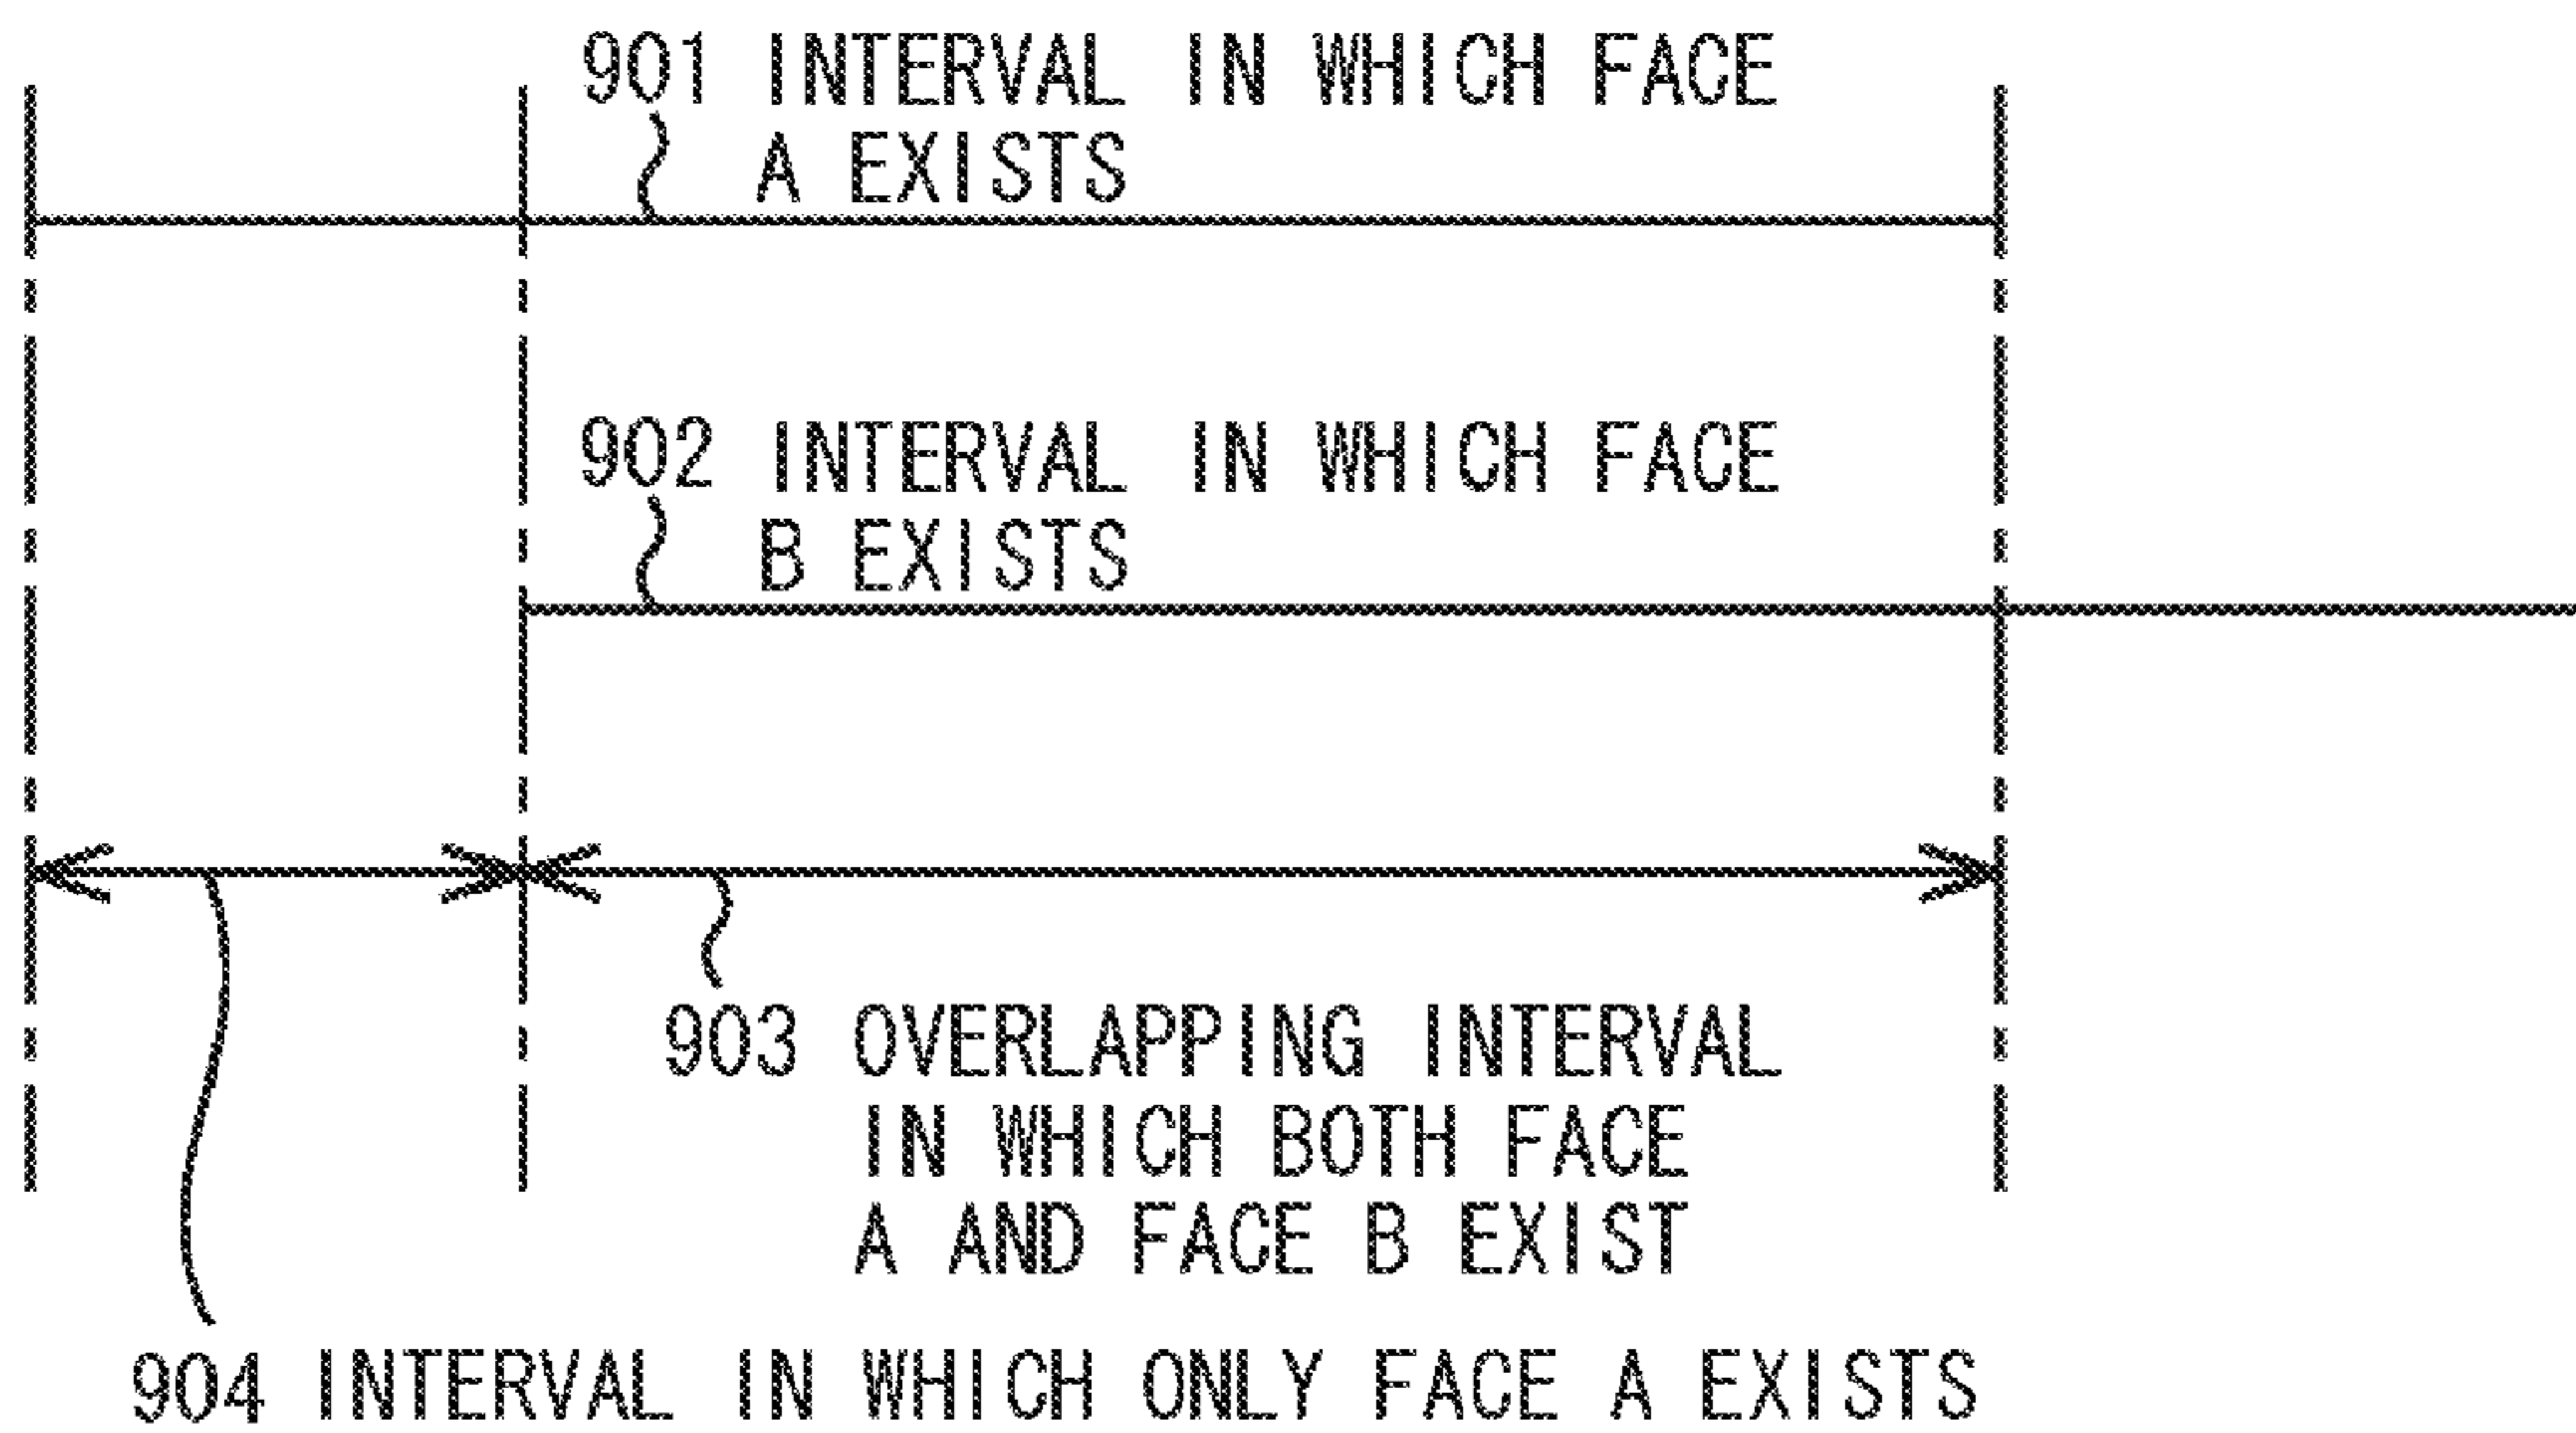 901 INTERVAL IN WHICH FACE
A EXISTS
902 INTERVAL IN WHICH FACE
B EXISTS
903 OVERLAPPING INTERVAL
IN WHICH BOTH FACE
A AND FACE B EXIST
904 INTERVAL IN WHICH ONLY FACE A EXISTS